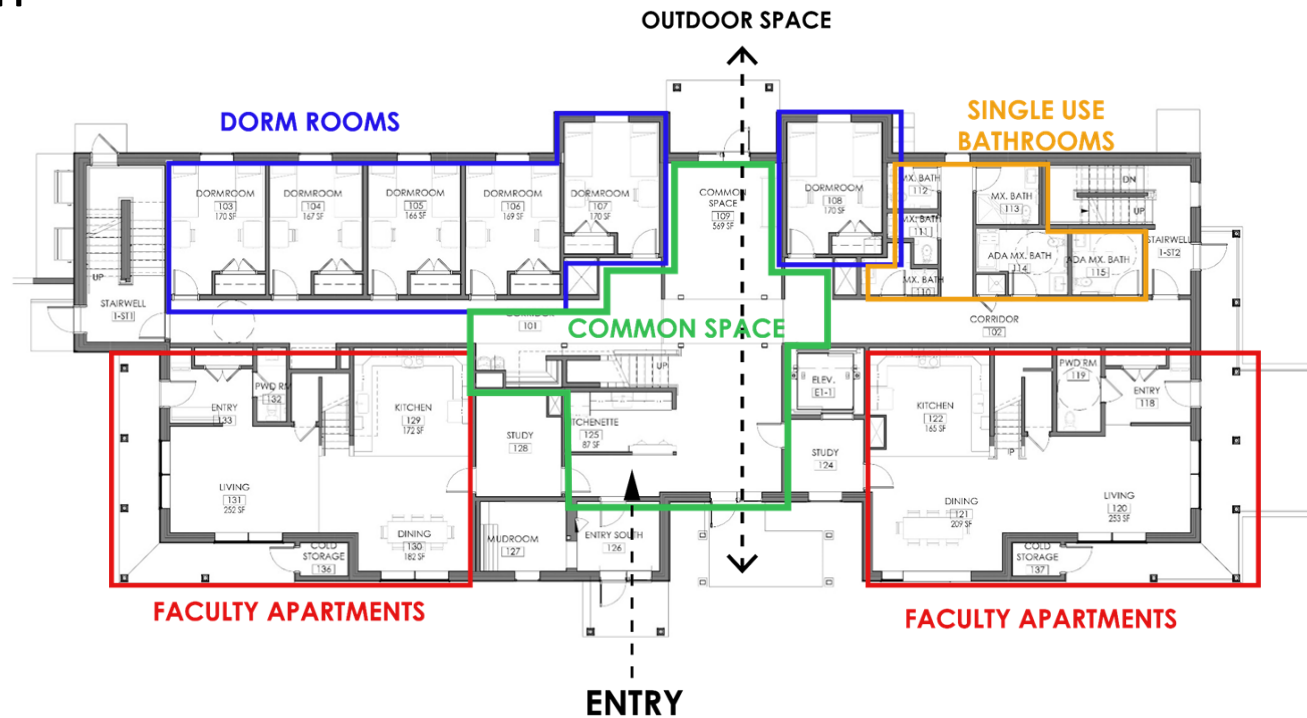 OUTDOOR SPACE
DORM ROOMS
SINGLE USE
BATHROOMS
DORMROOM
103
170 SF
DORMROOM
104
167 SF
DORMROOM
105
166 SF
DORMROOM
106
169 SF
DORMROOM
107
170 SF
COMMON
SPACE
109
569 SF
DORMROOM
108
170 SF
MX. BATH
112
MX. BATH
111
MX. BATH
110
MX. BATH
113
ADA MX. BATH
114
ADA MX. BATH
115
DN
UP
STAIRWELL
1-ST2
UP
STAIRWELL
1-ST1
101
COMMON SPACE
CORRIDOR
102
UP
ELEV.
E1-1
ENTRY
133
PWD RM
132
KITCHEN
129
172 SF
STUDY
128
125
87 SF
STUDY
124
KITCHEN
122
165 SF
PWD RM
119
ENTRY
118
LIVING
131
252 SF
DINING
130
182 SF
COLD
STORAGE
136
MUDROOM
127
ENTRY SOUTH
126
DINING
121
209 SF
LIVING
120
253 SF
COLD
STORAGE
137
FACULTY APARTMENTS
FACULTY APARTMENTS
ENTRY